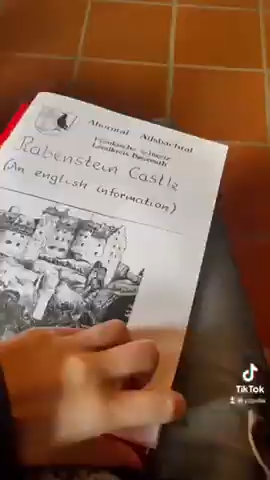 Ahorntal Ailsbachtal
Fränkische Schweiz
Landkreis Bayreuth
Rabenstein Castle
(An english information)
TikTok